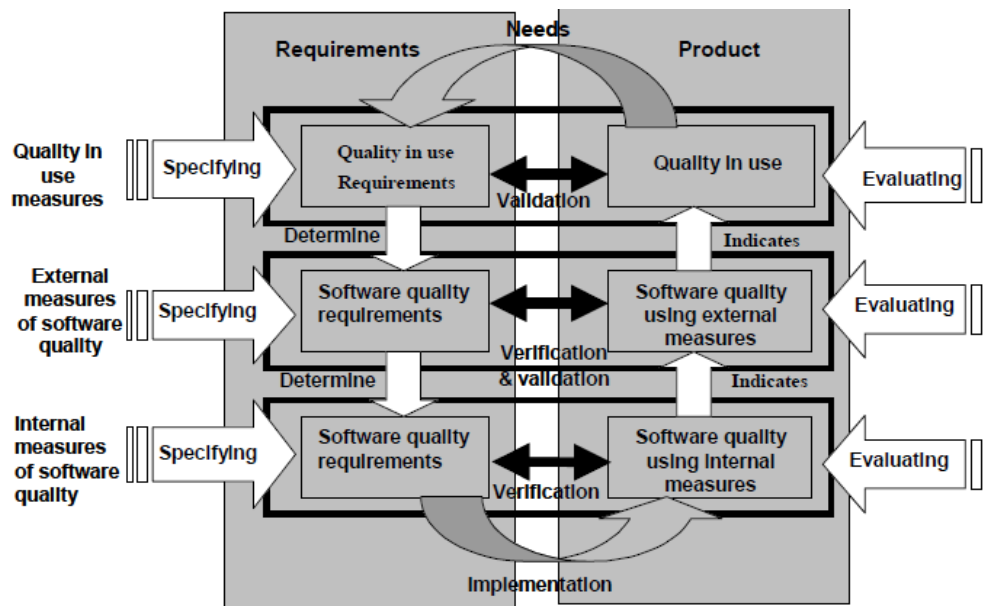 Needs
Requirements
Product
Quality in
use
measures
Specifying
Quality in use
Requirements
Validation
Quality in use
Evaluating
Determine
Indicates
External
measures
of software
quality
Specifying
Software quality
requirements
Verification
& validation
Software quality
using external
measures
Evaluating
Determine
Indicates
Internal
measures
of software
quality
Specifying
Software quality
requirements
Verification
Software quality
using internal
measures
Evaluating
Implementation